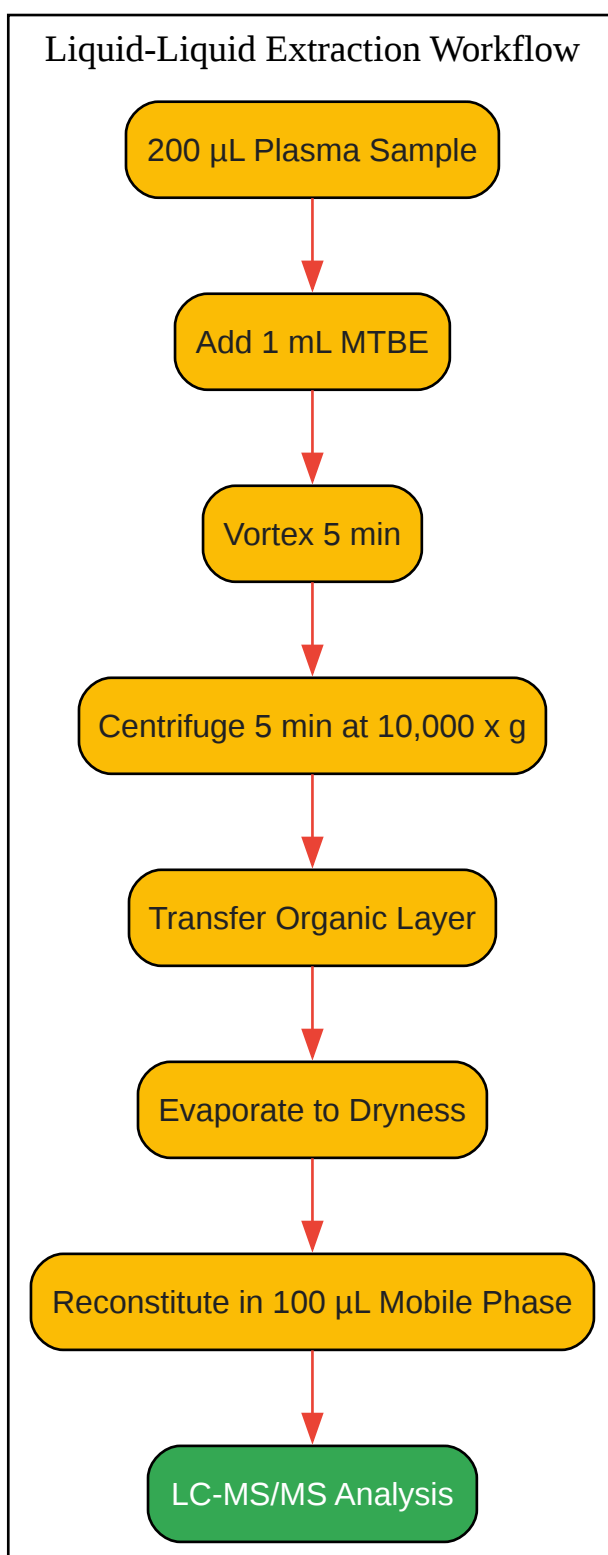 Liquid-Liquid Extraction Workflow
200 µL Plasma Sample
Add 1 mL MTBE
Vortex 5 min
Centrifuge 5 min at 10,000 x g
Transfer Organic Layer
Evaporate to Dryness
Reconstitute in 100 µL Mobile Phase
LC-MS/MS Analysis